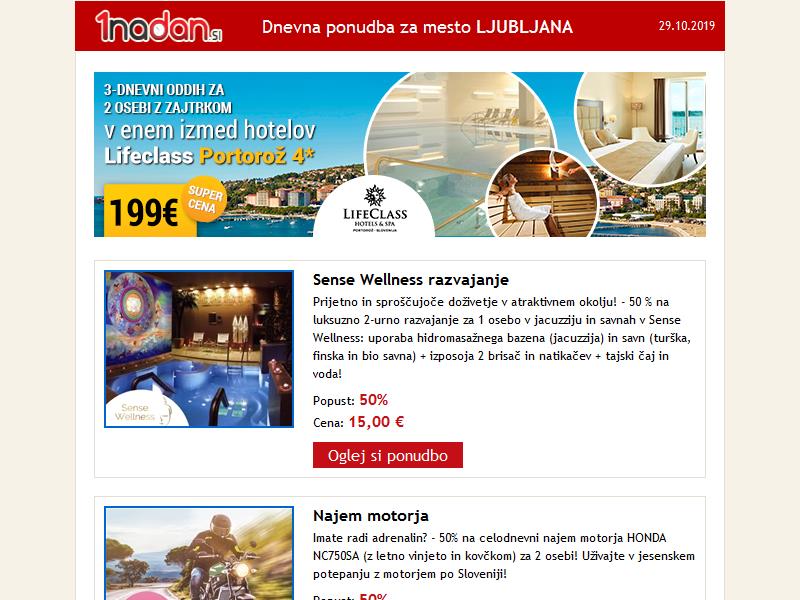 1nadan.si
Dnevna ponudba za mesto LJUBLJANA
29.10.2019
3-DNEVNI ODDIH ZA
2 OSEBI Z ZAJTRKOM
v enem izmed hotelov
Lifeclass Portorož 4*
199€
SUPER
CENA
LIFECLASS
HOTELS & SPA
PORTOROŽ · SLOVENIJA
Sense Wellness razvajanje
Prijetno in sproščujoče doživetje v atraktivnem okolju! - 50 % na
luksuzno 2-urno razvajanje za 1 osebo v jacuzziju in savnah v Sense
Wellness: uporaba hidromasažnega bazena (jacuzzija) in savn (turška,
finska in bio savna) + izposoja 2 brisač in natikačev + tajski čaj in
voda!
Popust: 50%
Cena: 15,00 €
Oglej si ponudbo
Sense
Wellness
Najem motorja
Imate radi adrenalin? - 50% na celodnevni najem motorja HONDA
NC750SA (z letno vinjeto in kovčkom) za 2 osebi! Uživajte v jesenskem
potepanju z motorjem po Sloveniji!
Popust: 50%